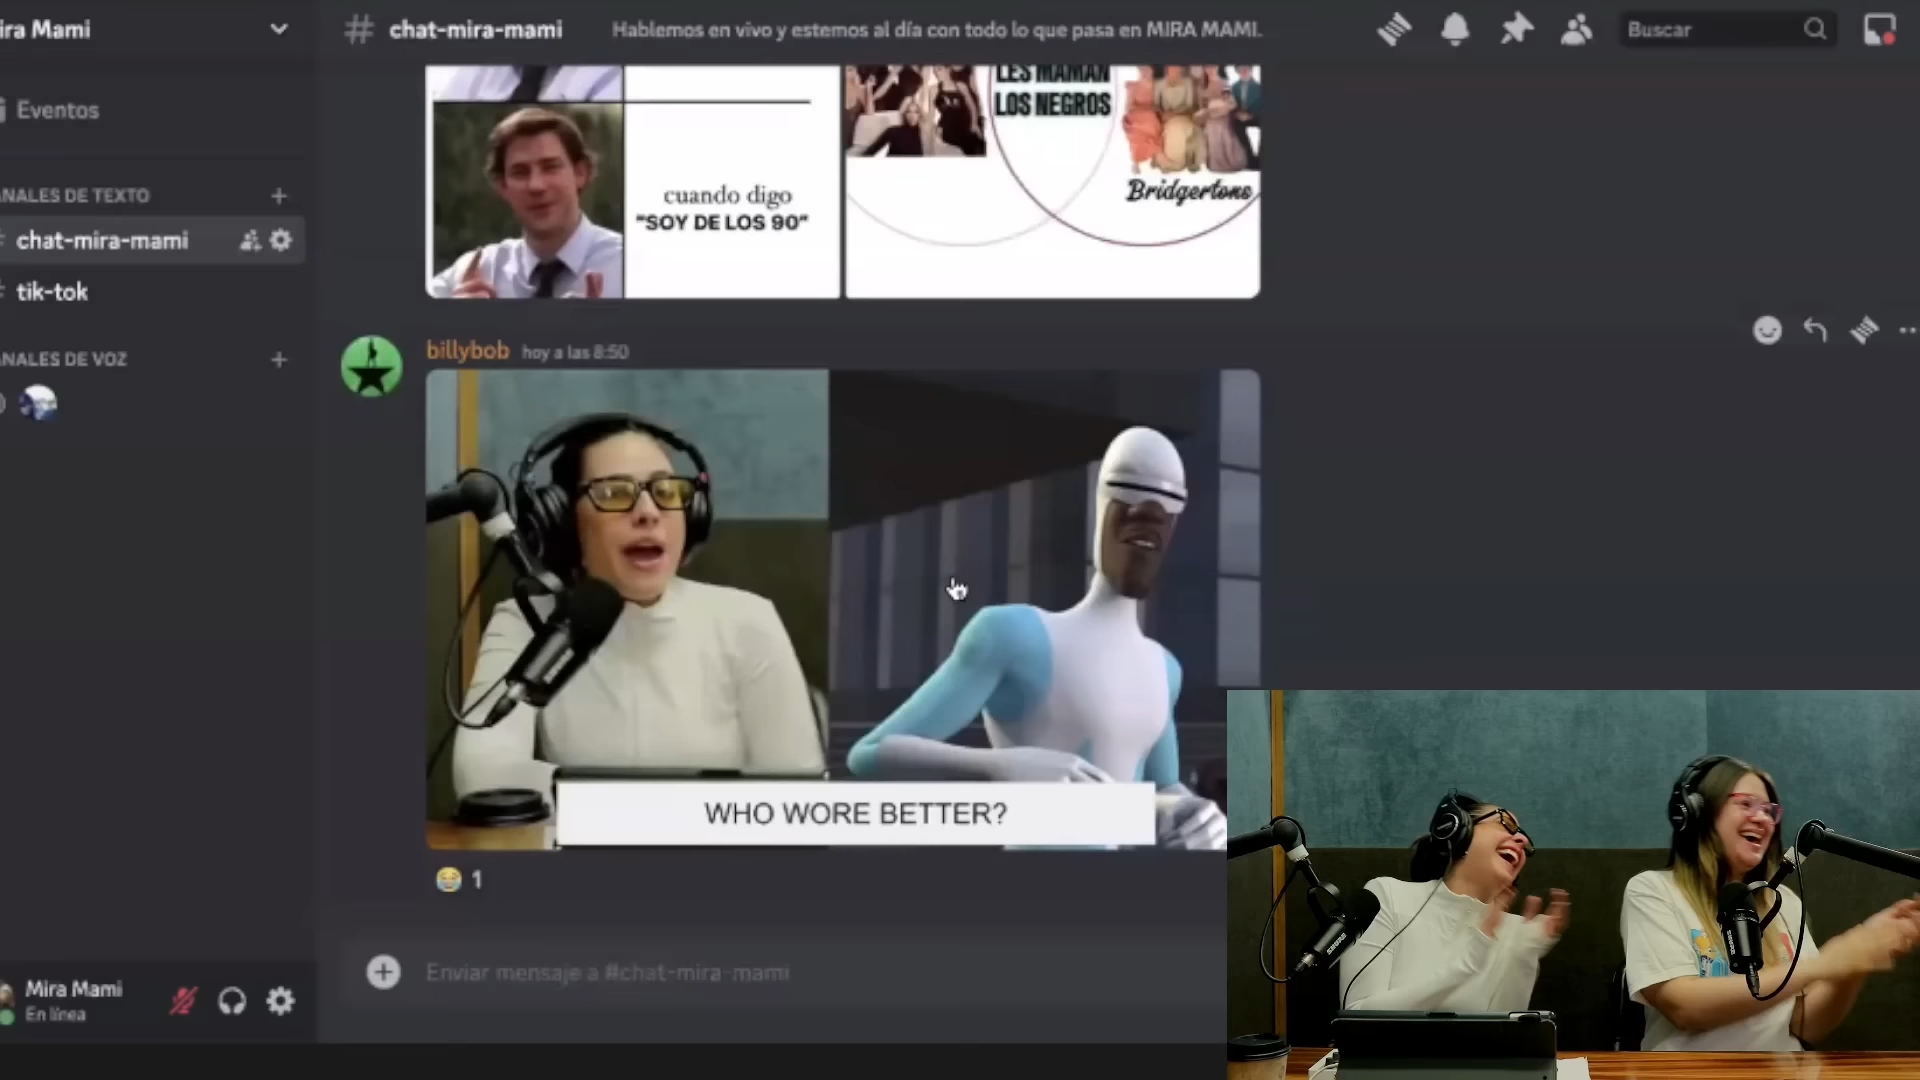 ira Mami
chat-mira-mami
Hablemos en vivo y estemos al día con todo lo que pasa en MIRA MAMI.
Buscar
Eventos
ANALES DE TEXTO
chat-mira-mami
tik-tok
ANALES DE VOZ
cuando digo
"SOY DE LOS 90"
LES MAMAN
LOS NEGROS
Bridgertons
billybob hoy a las 8:50
WHO WORE BETTER?
1
Enviar mensaje a #chat-mira-mami
Mira Mami
En línea